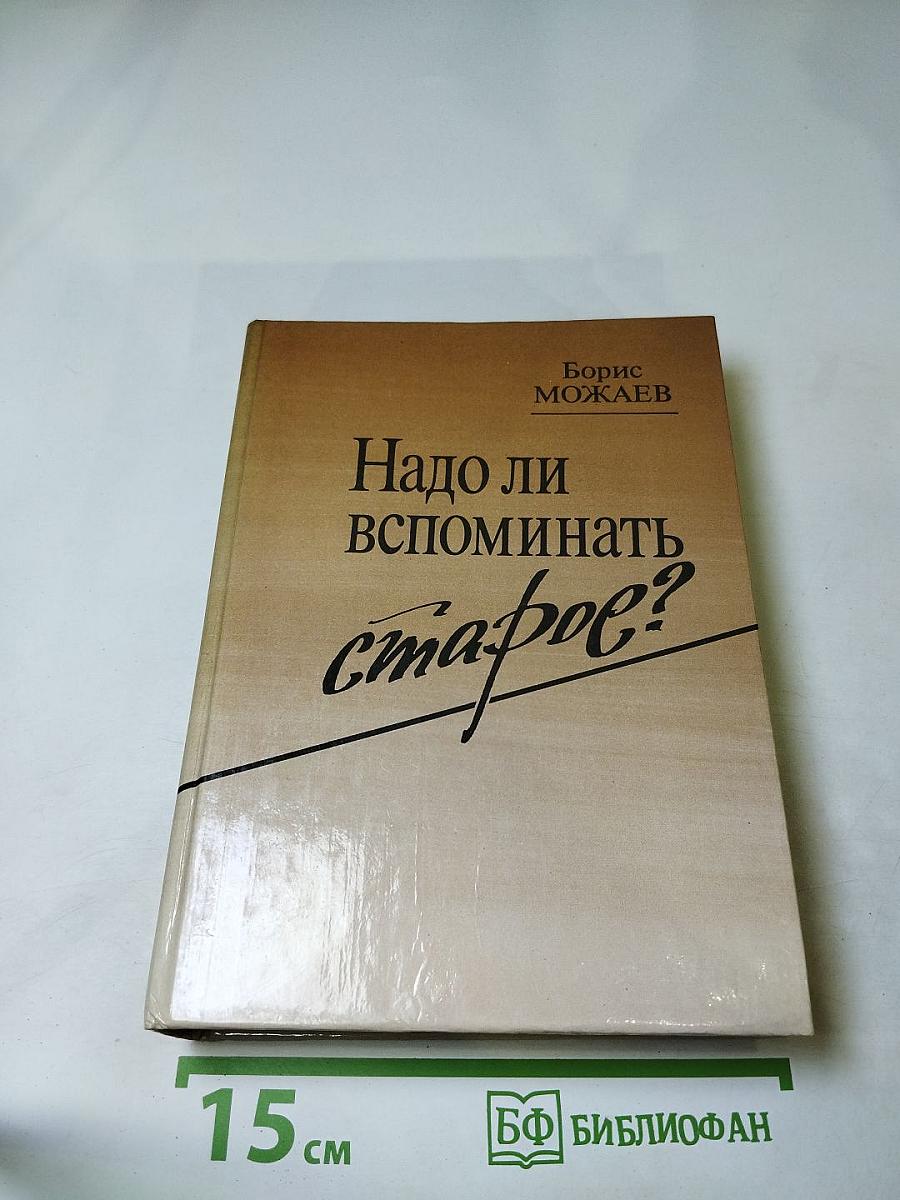 Борис
МОЖАЕВ
Надо ли
вспоминать
старое?
15 см
БФ БИБЛИОФАН